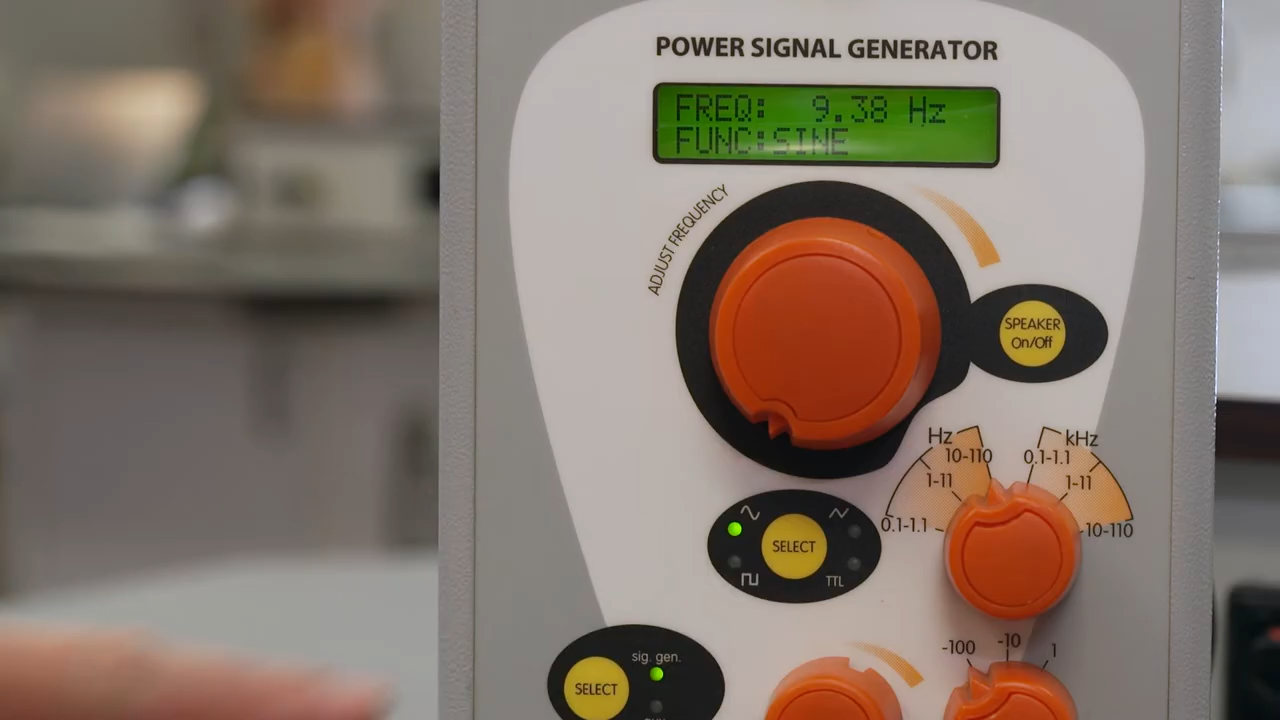 POWER SIGNAL GENERATOR
FREQ: 9.38 Hz
FUNC:SINE
ADJUST FREQUENCY
SPEAKER
On/Off
Hz
kHz
10-110
0.1-1.1
1-11
1-11
0.1-1.1
10-110
SELECT
TTL
-100
-10
1
sig. gen.
SELECT